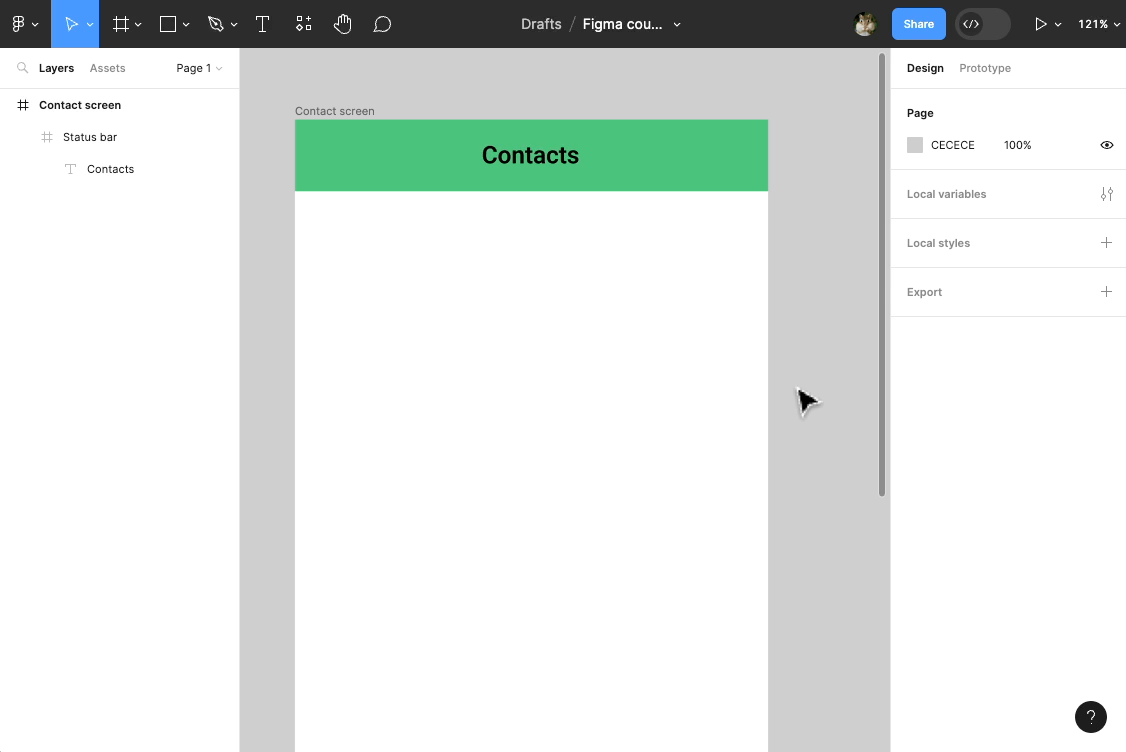 Drafts / Figma cou...
Share
121%
Layers
Assets
Page 1
Design
Prototype
Contact screen
Status bar
Contacts
Contact screen
Contacts
Page
CECECE
100%
Local variables
Local styles
Export
?